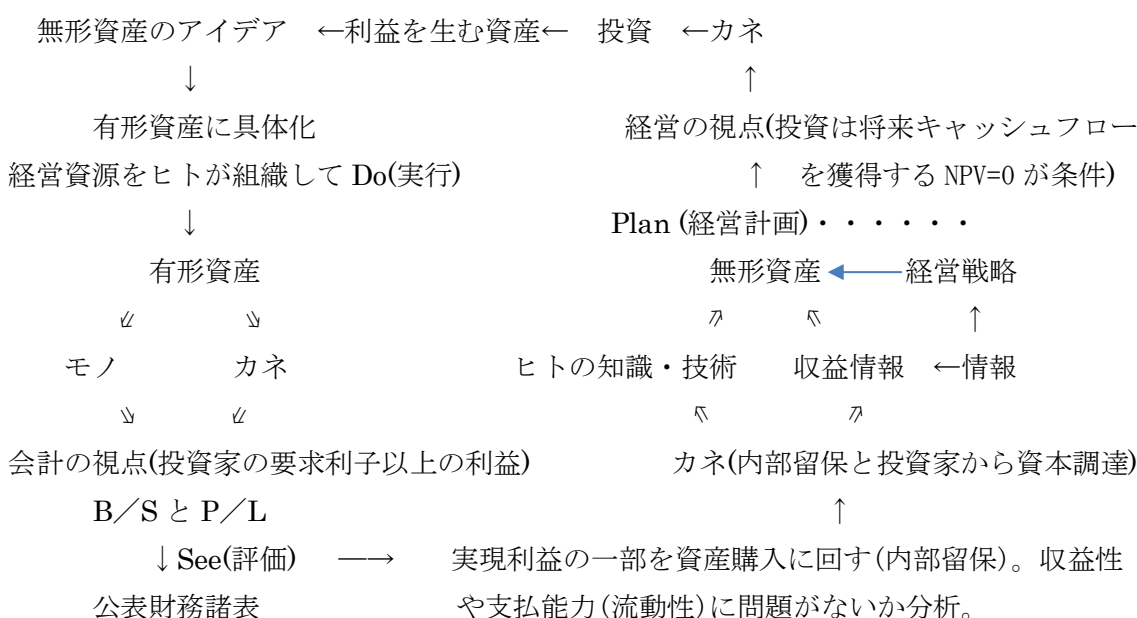 無形資産のアイデア　←利益を生む資産←　投資　←カネ
↓　↑
有形資産に具体化　経営の視点(投資は将来キャッシュフロー
経営資源をヒトが組織して Do(実行)　↑　を獲得する NPV=0 が条件)
↓　Plan (経営計画)・・・・・・
有形資産　無形資産 ← 経営戦略
⇙　⇘　⇗　⇖　↑
モノ　カネ　ヒトの知識・技術　収益情報　←情報
⇘　⇙　⇖　⇗
会計の視点(投資家の要求利子以上の利益)　カネ(内部留保と投資家から資本調達)
B／S と P／L　↑
↓See(評価)　―→　実現利益の一部を資産購入に回す(内部留保)。収益性
公表財務諸表　や支払能力(流動性)に問題がないか分析。